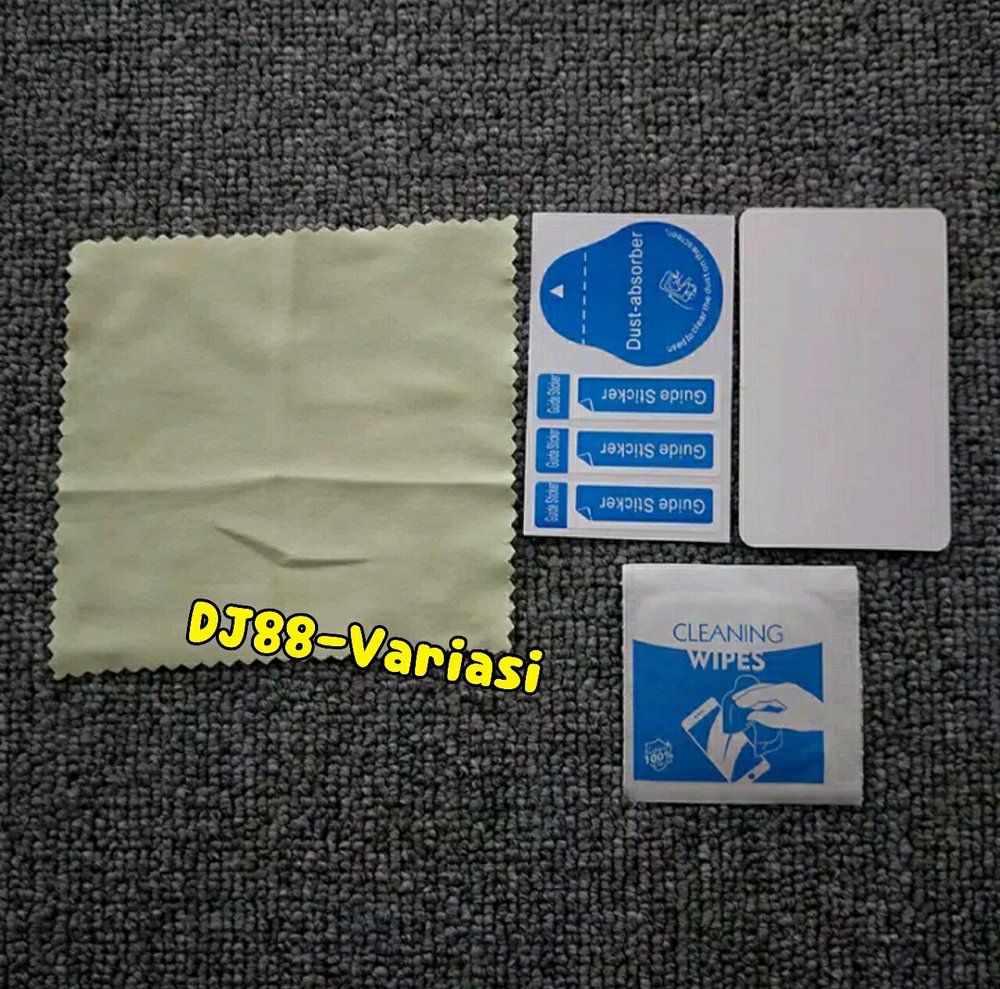 Dust-absorber
used to clear the dust on the screen.
Guide Sticker
Guide Sticker
Guide Sticker
Guide Sticker
Guide Sticker
Guide Sticker
CLEANING
WIPES
100%
DJ88-Variasi